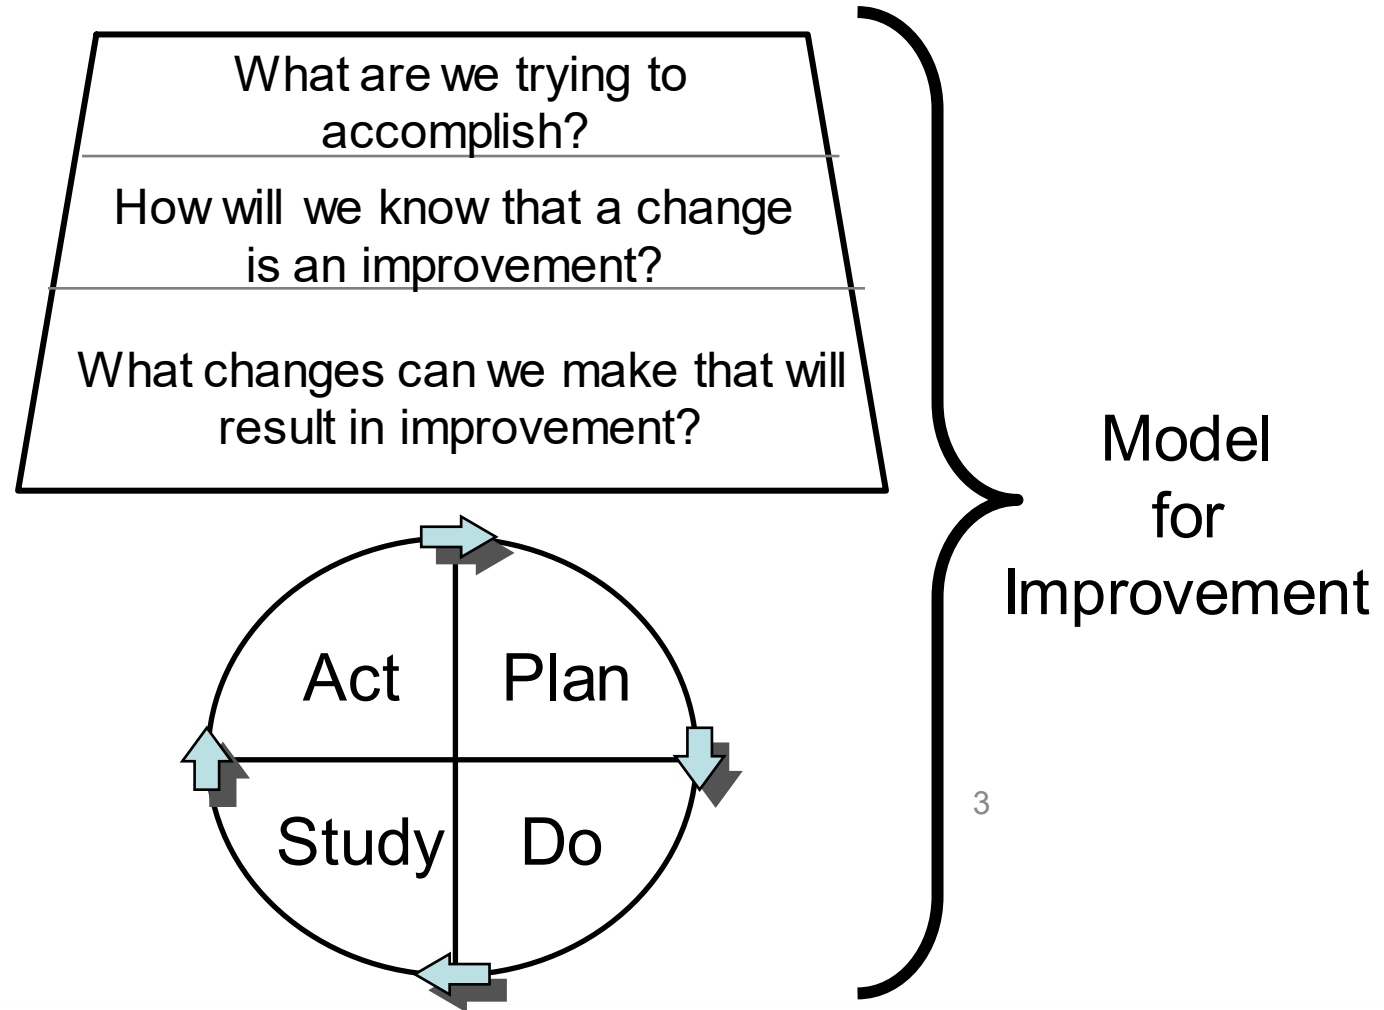 What are we trying to
accomplish?
How will we know that a change
is an improvement?
What changes can we make that will
result in improvement?
Model
for
Improvement
Act Plan
Study Do
3